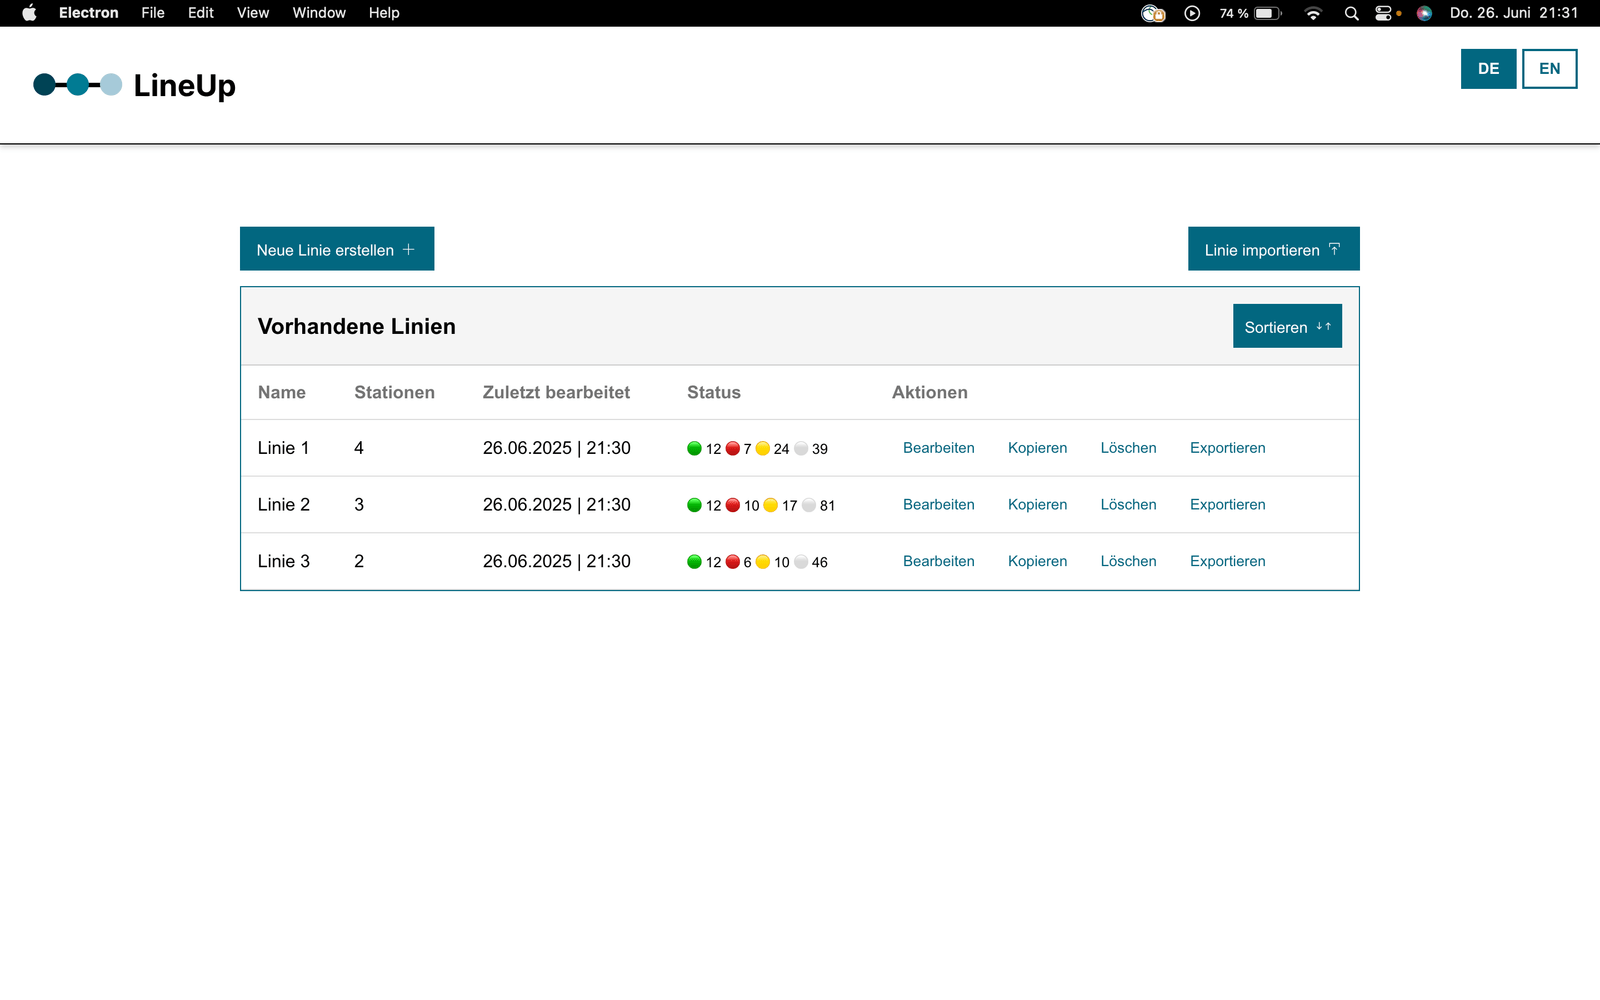 Electron File Edit View Window Help 74 % Do. 26. Juni 21:31
LineUp
DE EN
Neue Linie erstellen
Linie importieren
Vorhandene Linien
Sortieren
Name Stationen Zuletzt bearbeitet Status Aktionen
Linie 1 4 26.06.2025 | 21:30 12 7 24 39 Bearbeiten Kopieren Löschen Exportieren
Linie 2 3 26.06.2025 | 21:30 12 10 17 81 Bearbeiten Kopieren Löschen Exportieren
Linie 3 2 26.06.2025 | 21:30 12 6 10 46 Bearbeiten Kopieren Löschen Exportieren